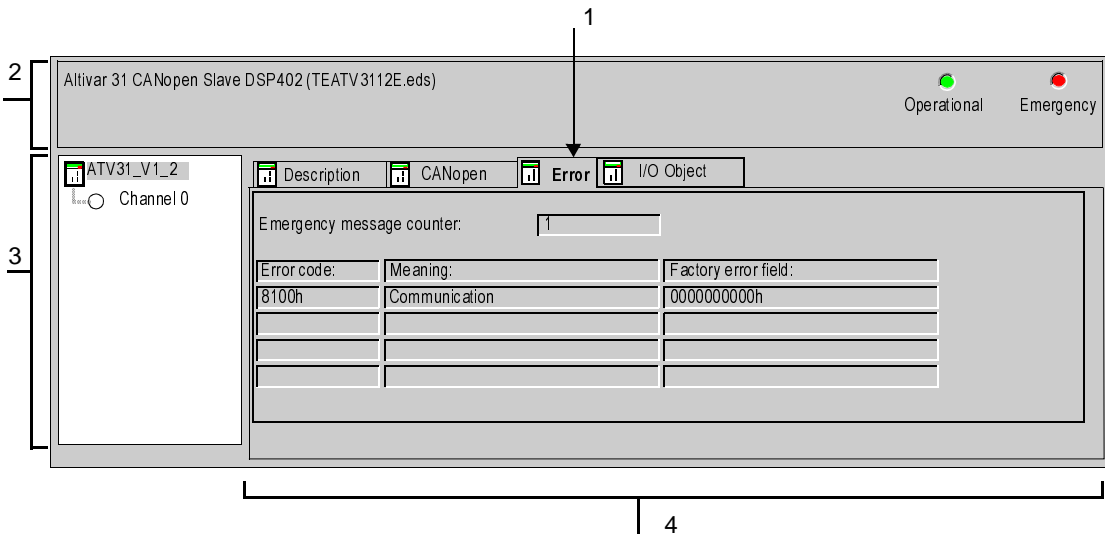 1
2
Altivar 31 CANopen Slave DSP402 (TEATV3112E.eds)
Operational
Emergency
3
ATV31_V1_2
Channel 0
Description
CANopen
Error
I/O Object
Emergency message counter:
1
Error code:
Meaning:
Factory error field:
8100h
Communication
0000000000h
4